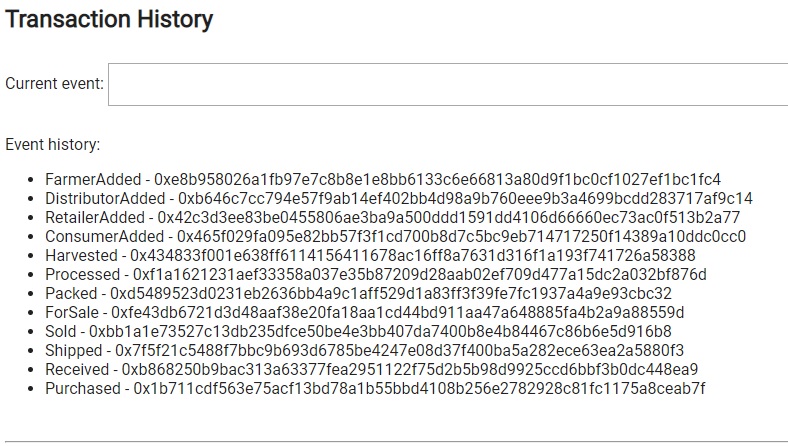 Transaction History
Current event:
Event history:
FarmerAdded - 0xe8b958026a1fb97e7c8b8e1e8bb6133c6e66813a80d9f1bc0cf1027ef1bc1fc4
DistributorAdded - 0xb646c7cc794e57f9ab14ef402bb4d98a9b760eee9b3a4699bcdd283717af9c14
RetailerAdded - 0x42c3d3ee83be0455806ae3ba9a500ddd1591dd4106d66660ec73ac0f513b2a77
ConsumerAdded - 0x465f029fa095e82bb57f3f1cd700b8d7c5bc9eb714717250f14389a10ddc0cc0
Harvested - 0x434833f001e638ff6114156411678ac16ff8a7631d316f1a193f741726a58388
Processed - 0xf1a1621231aef33358a037e35b87209d28aab02ef709d477a15dc2a032bf876d
Packed - 0xd5489523d0231eb2636bb4a9c1aff529d1a83ff3f39fe7fc1937a4a9e93cbc32
ForSale - 0xfe43db6721d3d48aaf38e20fa18aa1cd44bd911aa47a648885fa4b2a9a88559d
Sold - 0xbb1a1e73527c13db235dfce50be4e3bb407da7400b8e4b84467c86b6e5d916b8
Shipped - 0x7f5f21c5488f7bbc9b693d6785be4247e08d37f400ba5a282ece63ea2a5880f3
Received - 0xb868250b9bac313a63377fea2951122f75d2b5b98d9925ccd6bbf3b0dc448ea9
Purchased - 0x1b711cdf563e75acf13bd78a1b55bbd4108b256e2782928c81fc1175a8ceab7f